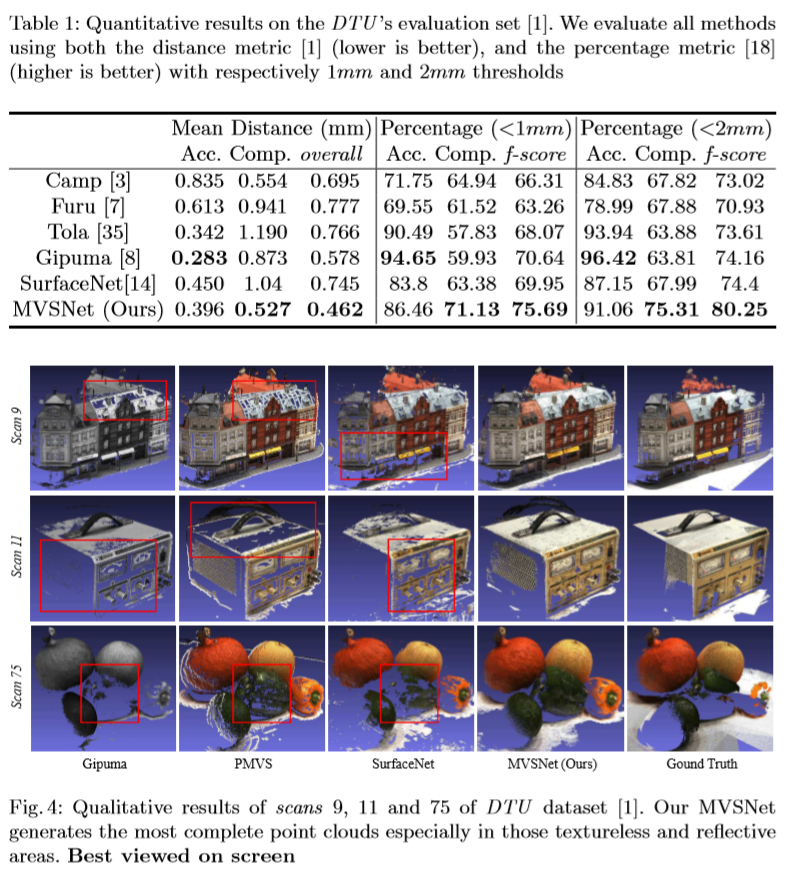 Table 1: Quantitative results on the DTU's evaluation set [1]. We evaluate all methods
using both the distance metric [1] (lower is better), and the percentage metric [18]
(higher is better) with respectively 1mm and 2mm thresholds
Mean Distance (mm) Percentage (<1mm) Percentage (<2mm)
Acc. Comp. overall Acc. Comp. f-score Acc. Comp. f-score
Camp [3] 0.835 0.554 0.695 71.75 64.94 66.31 84.83 67.82 73.02
Furu [7] 0.613 0.941 0.777 69.55 61.52 63.26 78.99 67.88 70.93
Tola [35] 0.342 1.190 0.766 90.49 57.83 68.07 93.94 63.88 73.61
Gipuma [8] 0.283 0.873 0.578 94.65 59.93 70.64 96.42 63.81 74.16
SurfaceNet[14] 0.450 1.04 0.745 83.8 63.38 69.95 87.15 67.99 74.4
MVSNet (Ours) 0.396 0.527 0.462 86.46 71.13 75.69 91.06 75.31 80.25
Scan 9
Scan 11
Scan 75
Gipuma PMVS SurfaceNet MVSNet (Ours) Gound Truth
Fig. 4: Qualitative results of scans 9, 11 and 75 of DTU dataset [1]. Our MVSNet
generates the most complete point clouds especially in those textureless and reflective
areas. Best viewed on screen